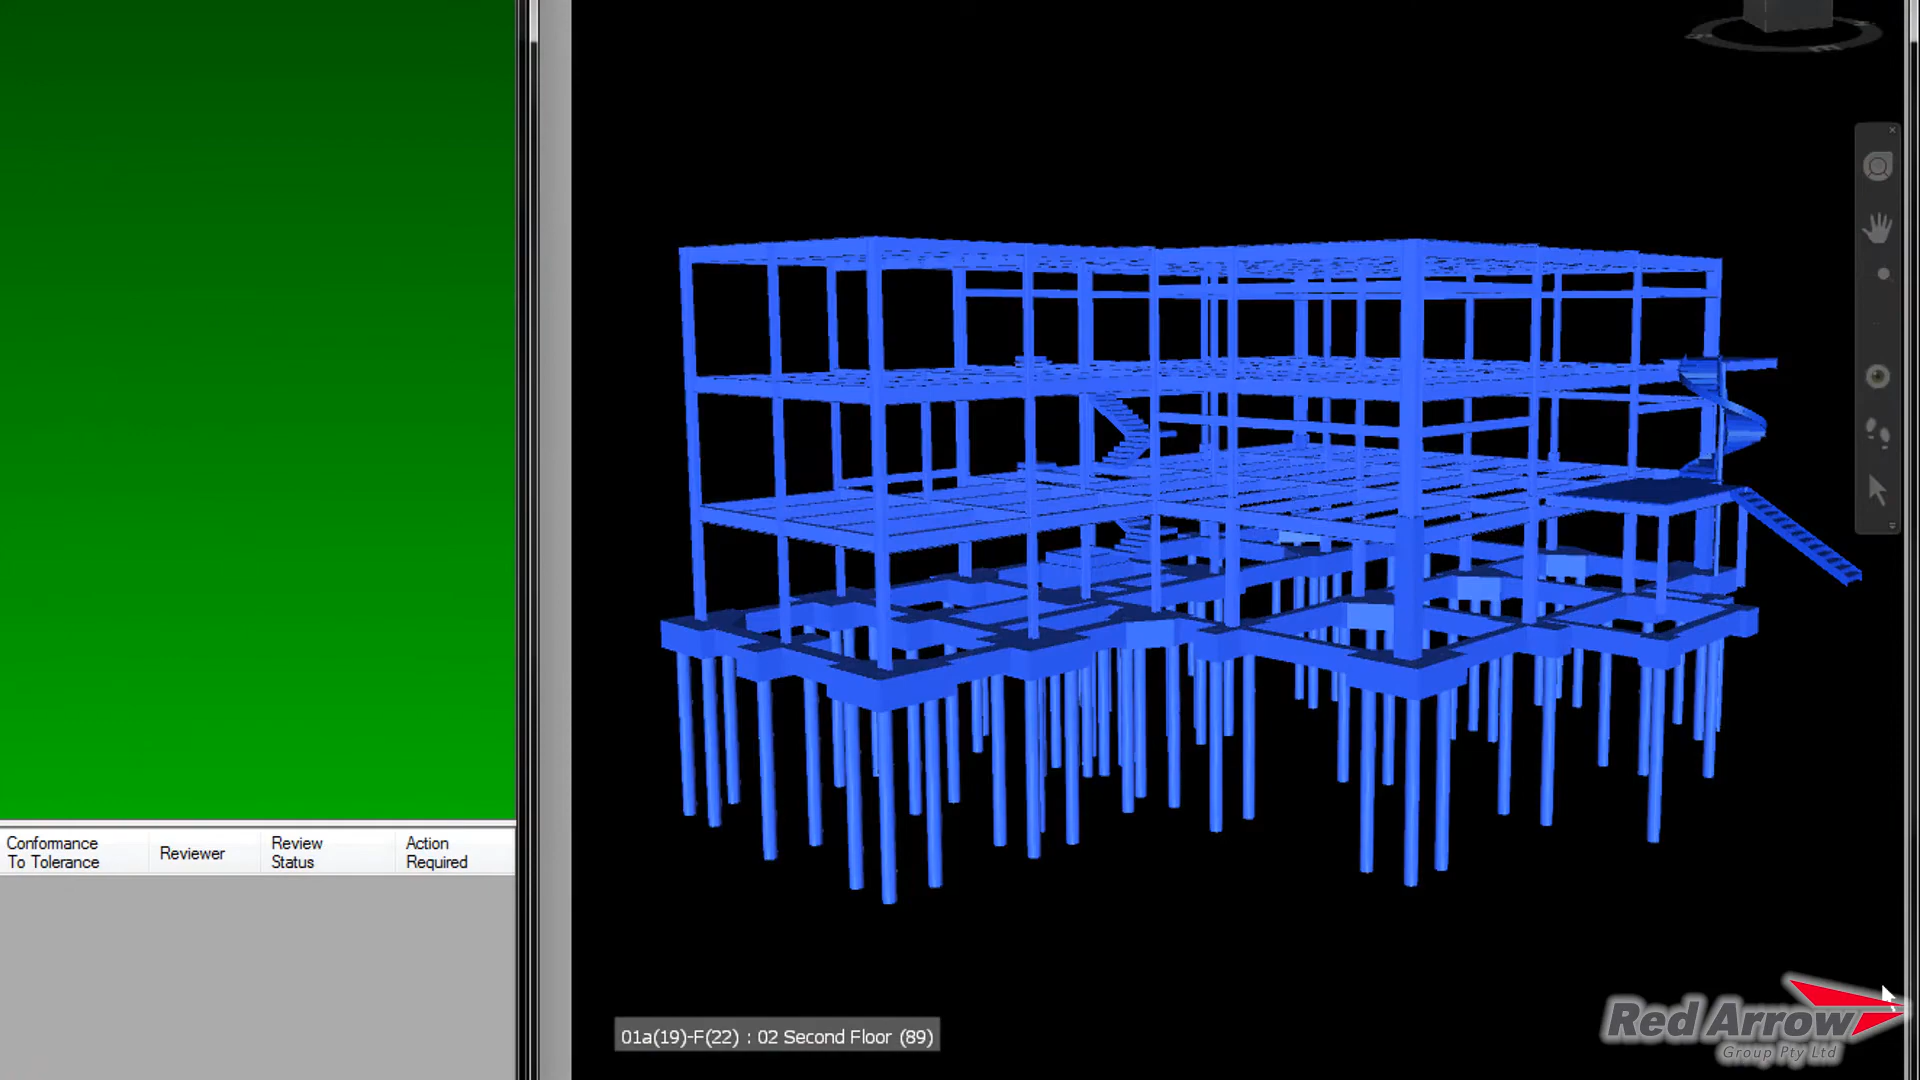 Conformance
To Tolerance
Reviewer
Review
Status
Action
Required
01a(19)-F(22) : 02 Second Floor (89)
Red Arrow
Group Pty Ltd